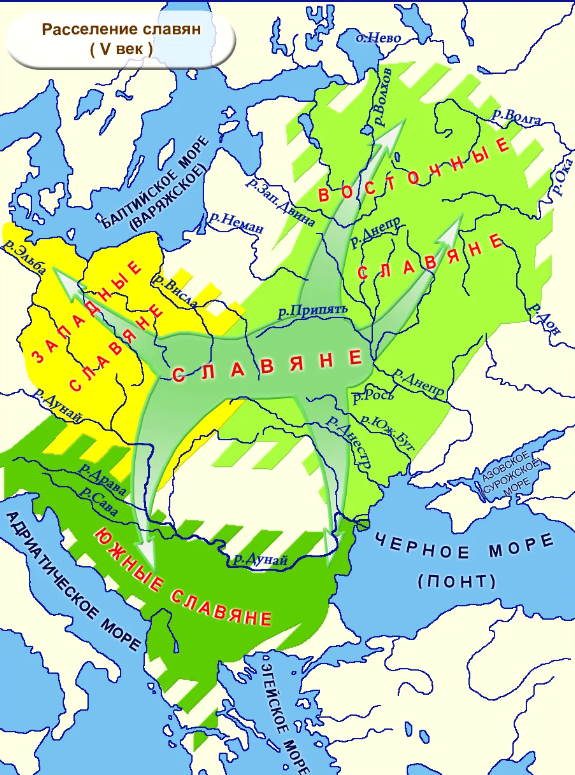 Расселение славян
( V век )
о.Нево
р.Волхов
р.Волга
р.Ока
БАЛТИЙСКОЕ МОРЕ
(ВАРЯЖСКОЕ)
р.Зап.Двина
ВОСТОЧНЫЕ
СЛАВЯНЕ
р.Неман
р.Днепр
р.Эльба
р.Висла
ЗАПАДНЫЕ
СЛАВЯНЕ
р.Припять
р.Дон
СЛАВЯНЕ
р.Днепр
р.Рось
р.Дунай
р.Днестр
р.Юж.Буг
р.Драва
р.Сава
АЗОВСКОЕ
(СУРОЖСКОЕ)
МОРЕ
АДРИАТИЧЕСКОЕ МОРЕ
ЮЖНЫЕ СЛАВЯНЕ
р.Дунай
ЧЕРНОЕ МОРЕ
(ПОНТ)
ЭГЕЙСКОЕ МОРЕ